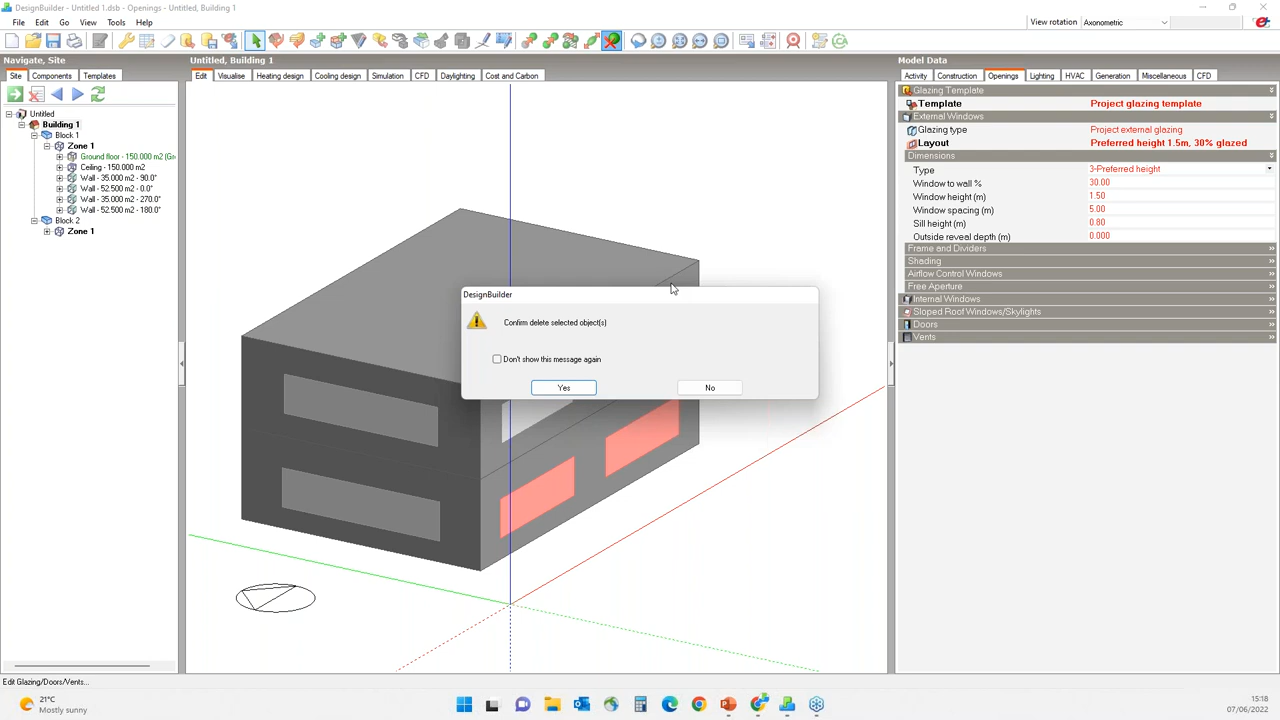 DesignBuilder - Untitled 1.dsb - Openings - Untitled, Building 1
File Edit Go View Tools Help
View rotation Axonometric
Navigate, Site
Untitled, Building 1
Model Data
Site Components Templates
Edit Visualise Heating design Cooling design Simulation CFD Daylighting Cost and Carbon
Activity Construction Openings Lighting HVAC Generation Miscellaneous CFD
Untitled
Building 1
Block 1
Zone 1
Ground floor - 150.000 m2 (Gr
Ceiling - 150.000 m2
Wall - 35.000 m2 - 90.0°
Wall - 52.500 m2 - 0.0°
Wall - 35.000 m2 - 270.0°
Wall - 52.500 m2 - 180.0°
Block 2
Zone 1
Glazing Template
Template Project glazing template
External Windows
Glazing type Project external glazing
Layout Preferred height 1.5m, 30% glazed
Dimensions
Type 3-Preferred height
Window to wall % 30.00
Window height (m) 1.50
Window spacing (m) 5.00
Sill height (m) 0.80
Outside reveal depth (m) 0.000
Frame and Dividers
Shading
Airflow Control Windows
Free Aperture
Internal Windows
Sloped Roof Windows/Skylights
Doors
Vents
DesignBuilder
Confirm delete selected object(s)
Don't show this message again
Yes No
Edit Glazing/Doors/Vents...
21°C
Mostly sunny
15:18
07/06/2022